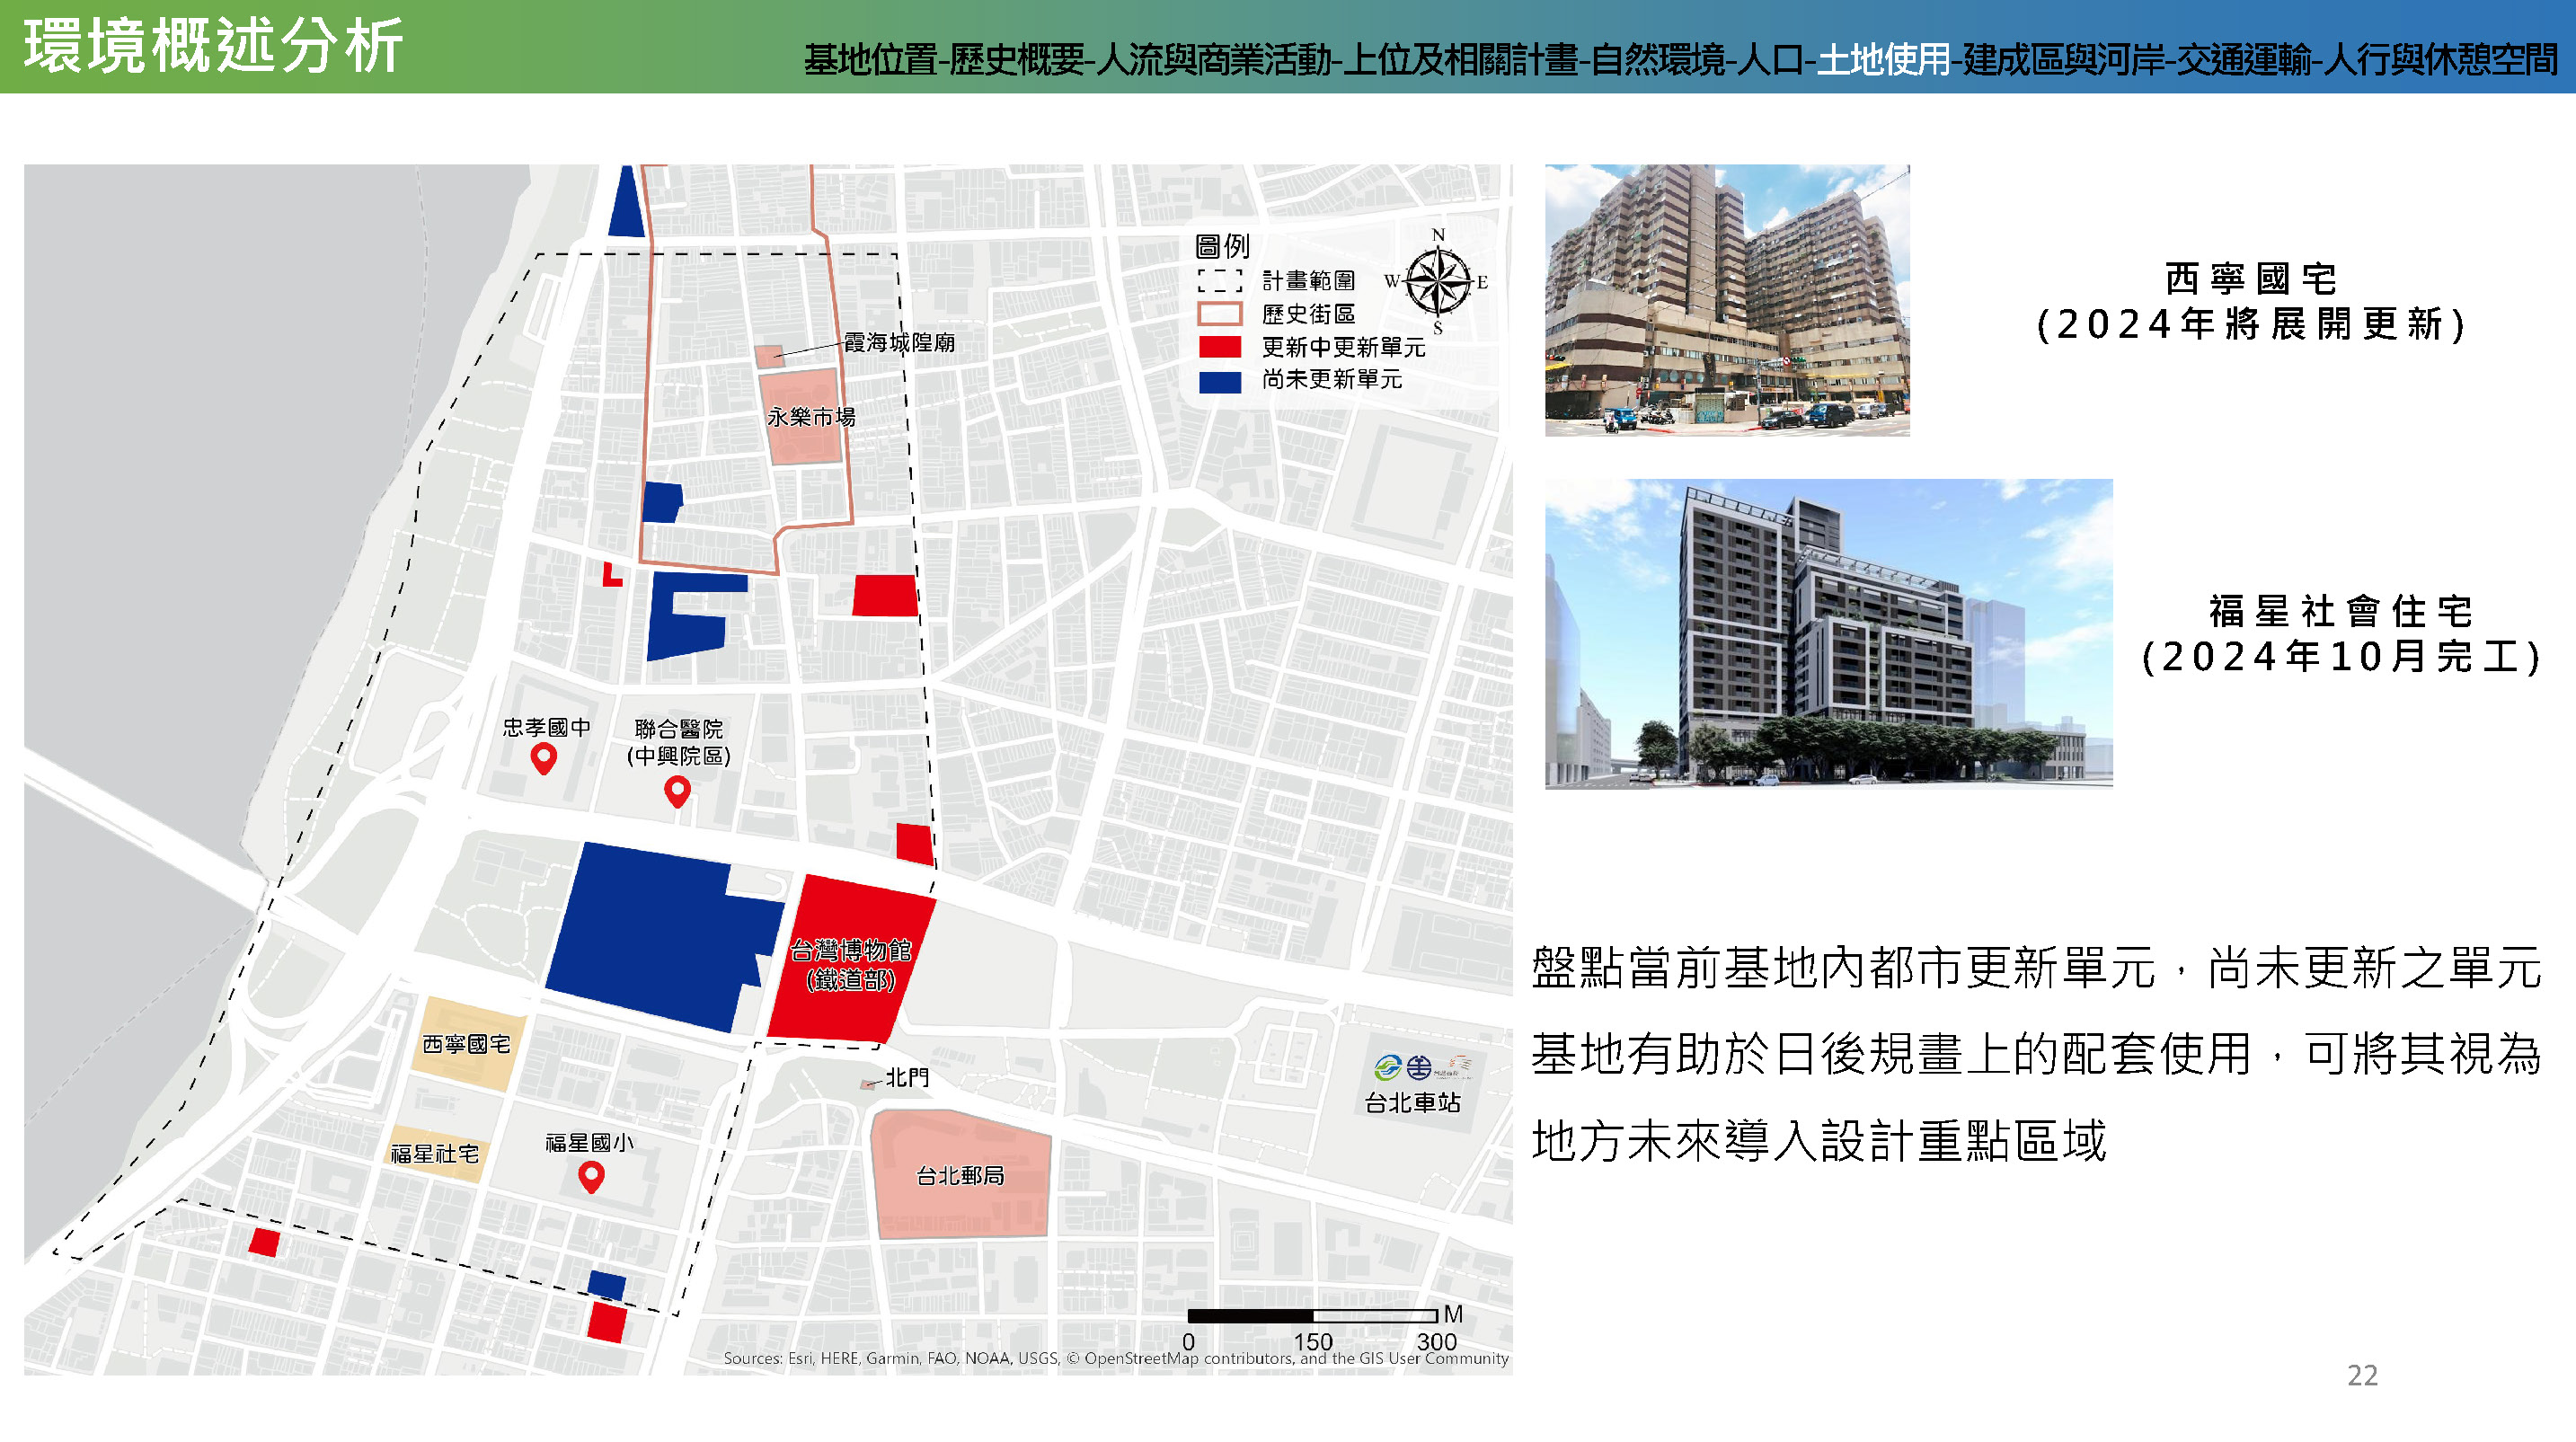 環境概述分析
基地位置-歷史概要-人流與商業活動-上位及相關計畫-自然環境-人口-土地使用-建成區與河岸-交通運輸-人行與休憩空間
圖例
計畫範圍
歷史街區
更新中更新單元
尚未更新單元
N
W
E
S
霞海城隍廟
永樂市場
忠孝國中
聯合醫院
(中興院區)
台灣博物館
(鐵道部)
西寧國宅
北門
台北車站
福星社宅
福星國小
台北郵局
M
0 150 300
Sources: Esri, HERE, Garmin, FAO, NOAA, USGS, © OpenStreetMap contributors, and the GIS User Community
西寧國宅
(2024年將展開更新)
福星社會住宅
(2024年10月完工)
盤點當前基地內都市更新單元，尚未更新之單元
基地有助於日後規畫上的配套使用，可將其視為
地方未來導入設計重點區域
22